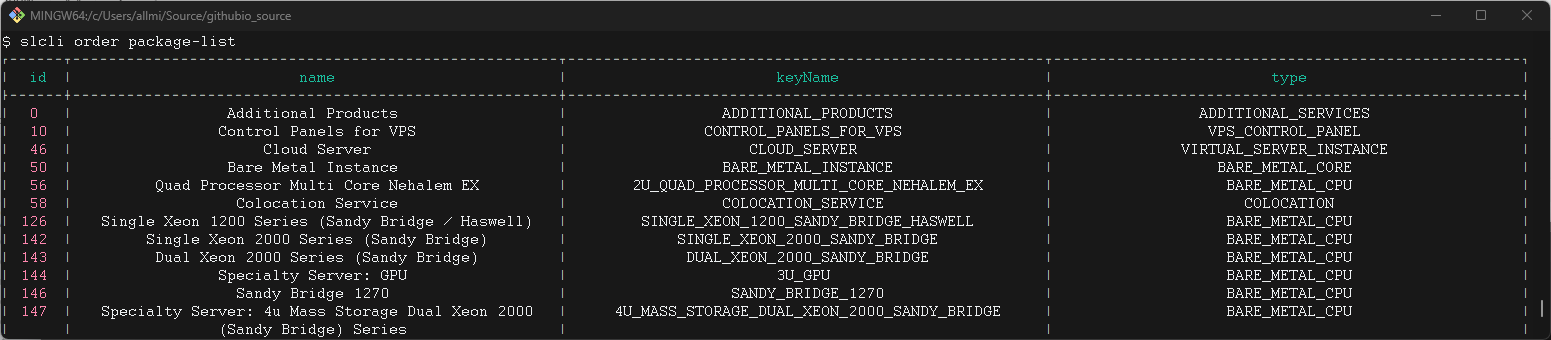 MINGW64:/c/Users/allmi/Source/githubio_source
$ slcli order package-list
id name keyName type
0 Additional Products ADDITIONAL_PRODUCTS ADDITIONAL_SERVICES
10 Control Panels for VPS CONTROL_PANELS_FOR_VPS VPS_CONTROL_PANEL
46 Cloud Server CLOUD_SERVER VIRTUAL_SERVER_INSTANCE
50 Bare Metal Instance BARE_METAL_INSTANCE BARE_METAL_CORE
56 Quad Processor Multi Core Nehalem EX 2U_QUAD_PROCESSOR_MULTI_CORE_NEHALEM_EX BARE_METAL_CPU
58 Colocation Service COLOCATION_SERVICE COLOCATION
126 Single Xeon 1200 Series (Sandy Bridge / Haswell) SINGLE_XEON_1200_SANDY_BRIDGE_HASWELL BARE_METAL_CPU
142 Single Xeon 2000 Series (Sandy Bridge) SINGLE_XEON_2000_SANDY_BRIDGE BARE_METAL_CPU
143 Dual Xeon 2000 Series (Sandy Bridge) DUAL_XEON_2000_SANDY_BRIDGE BARE_METAL_CPU
144 Specialty Server: GPU 3U_GPU BARE_METAL_CPU
146 Sandy Bridge 1270 SANDY_BRIDGE_1270 BARE_METAL_CPU
147 Specialty Server: 4u Mass Storage Dual Xeon 2000 4U_MASS_STORAGE_DUAL_XEON_2000_SANDY_BRIDGE BARE_METAL_CPU
(Sandy Bridge) Series